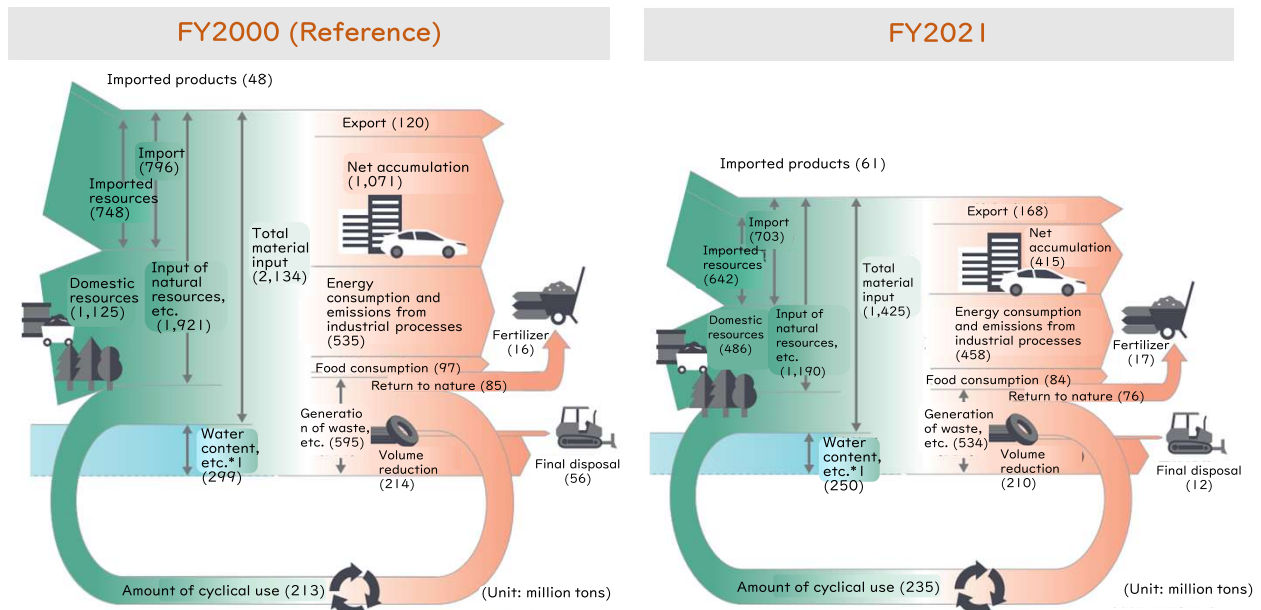 FY2000 (Reference)
Imported products (48)
Export (120)
Import
(796)
Imported
resources
(748)
Net accumulation
(1,071)
Total
material
input
(2,134)
Domestic
resources
(1,125)
Input of
natural
resources,
etc.
(1,921)
Energy
consumption and
emissions from
industrial processes
(535)
Fertilizer
(16)
Food consumption (97)
Return to nature (85)
Generatio
n of waste,
etc. (595)
Water
content,
etc.*1
(299)
Volume
reduction
(214)
Final disposal
(56)
Amount of cyclical use (213)
(Unit: million tons)
FY2021
Imported products (61)
Export (168)
Import
(703)
Imported
resources
(642)
Net
accumulation
(415)
Total
material
input
(1,425)
Domestic
resources
(486)
Input of
natural
resources,
etc.
(1,190)
Energy consumption
and emissions from
industrial processes
(458)
Fertilizer
(17)
Food consumption (84)
Return to nature (76)
Generation
of waste,
etc. (534)
Water
content,
etc.*1
(250)
Volume
reduction
(210)
Final disposal
(12)
Amount of cyclical use (235)
(Unit: million tons)